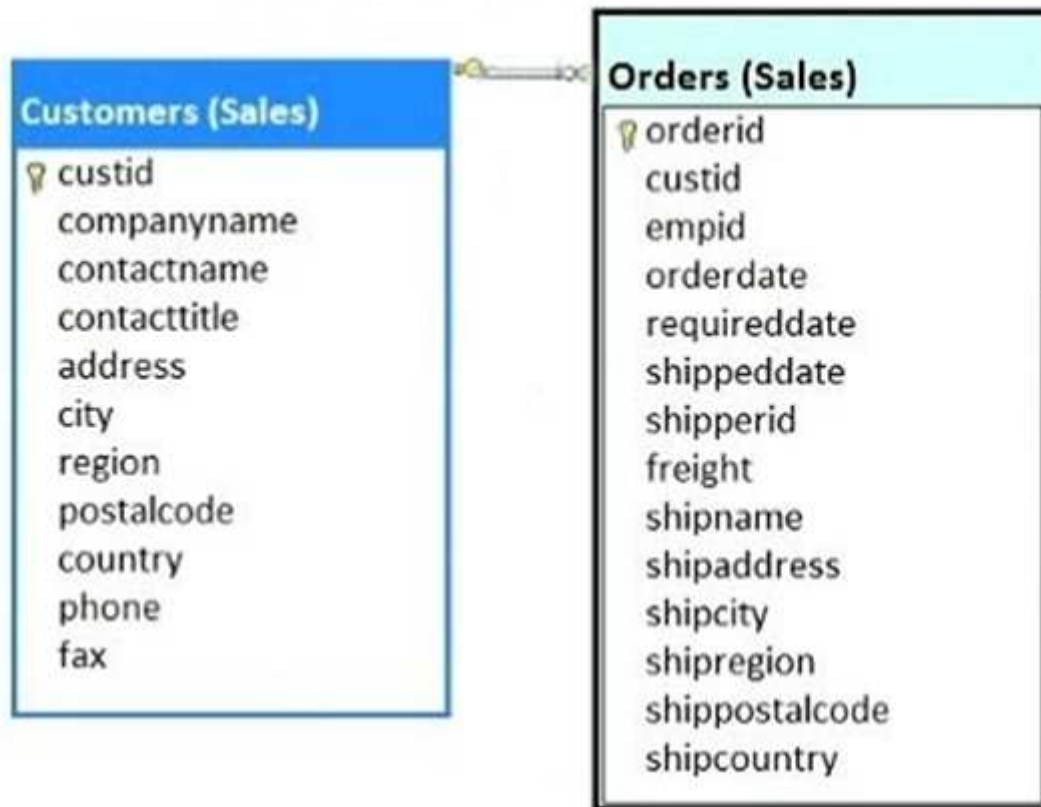 Customers (Sales)
custid
companyname
contactname
contacttitle
address
city
region
postalcode
country
phone
fax
Orders (Sales)
orderid
custid
empid
orderdate
requireddate
shippeddate
shipperid
freight
shipname
shipaddress
shipcity
shipregion
shippostalcode
shipcountry